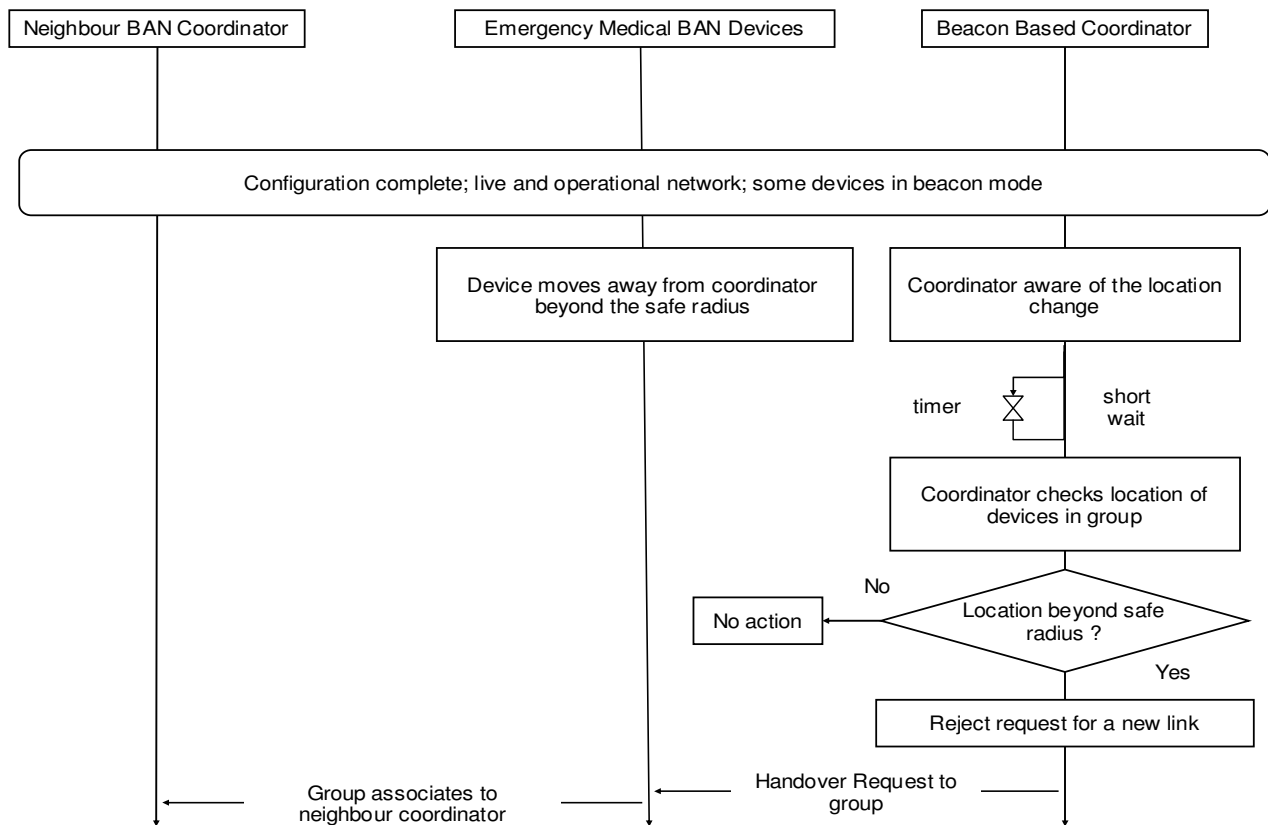 Neighbour BAN Coordinator
Emergency Medical BAN Devices
Beacon Based Coordinator
Configuration complete; live and operational network; some devices in beacon mode
Device moves away from coordinator
beyond the safe radius
Coordinator aware of the location
change
timer
short
wait
Coordinator checks location of
devices in group
No
No action
Location beyond safe
radius ?
Yes
Reject request for a new link
Handover Request to
group
Group associates to
neighbour coordinator